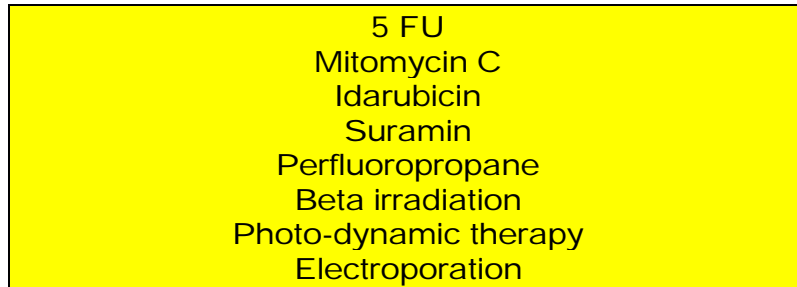 5 FU
Mitomycin C
Idarubicin
Suramin
Perfluoropropane
Beta irradiation
Photo-dynamic therapy
Electroporation